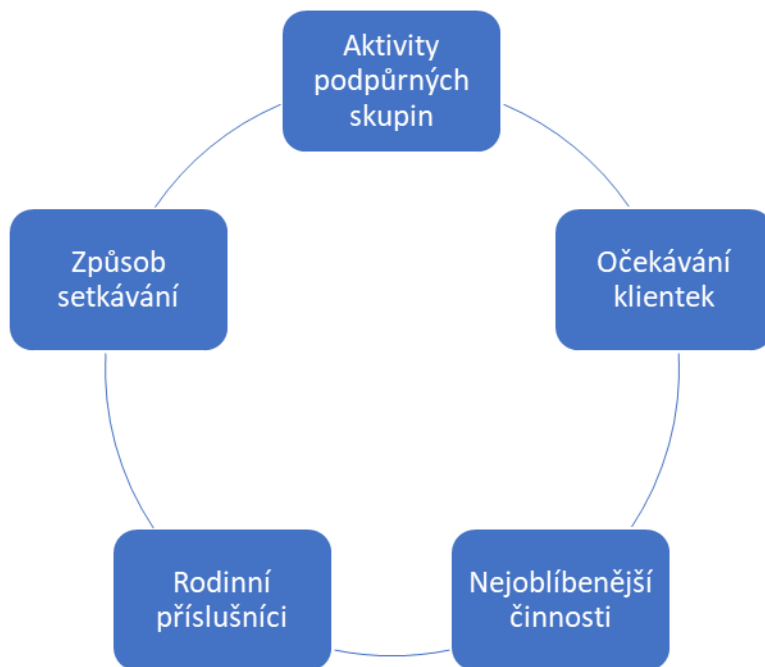 Aktivity
podpůrných
skupin
Očekávání
klientek
Nejoblíbenější
činnosti
Rodinní
příslušníci
Způsob
setkávání